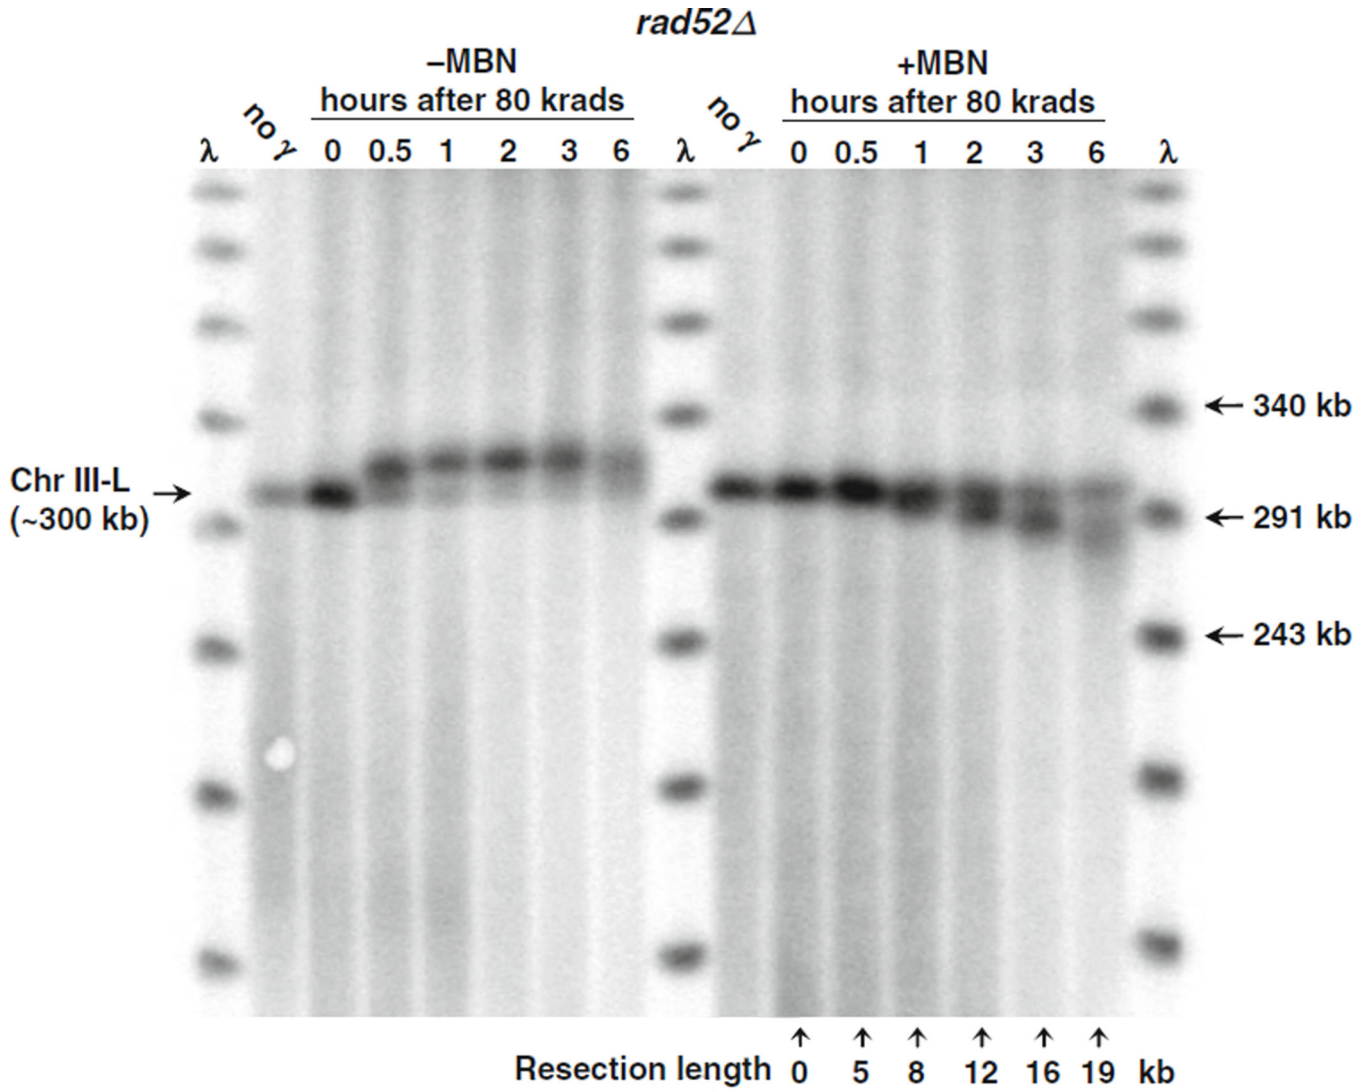 rad52Δ
–MBN
hours after 80 krads
+MBN
hours after 80 krads
λ no γ 0 0.5 1 2 3 6 λ no γ 0 0.5 1 2 3 6 λ
340 kb
Chr III-L
(~300 kb)
291 kb
243 kb
Resection length 0 5 8 12 16 19 kb